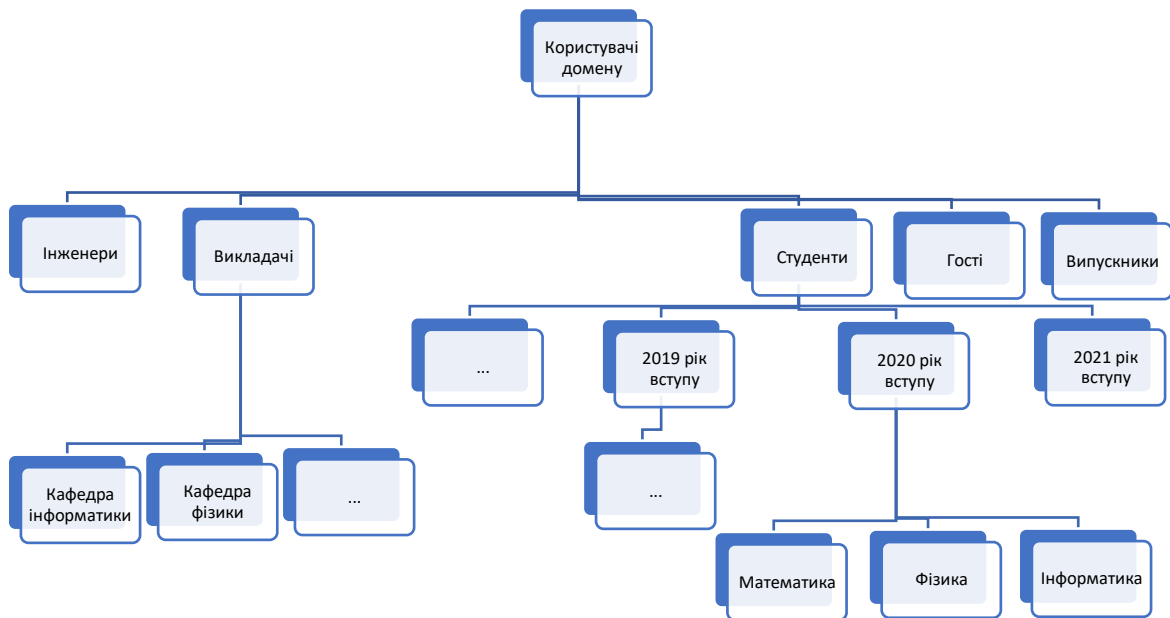 Користувачі
домену
Інженери
Викладачі
Студенти
Гості
Випускники
...
2019 рік
вступу
2020 рік
вступу
2021 рік
вступу
Кафедра
інформатики
Кафедра
фізики
...
...
Математика
Фізика
Інформатика